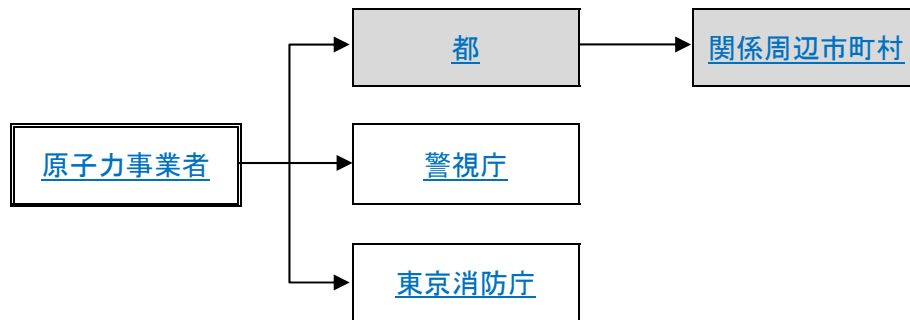 都
関係周辺市町村
原子力事業者
警視庁
東京消防庁